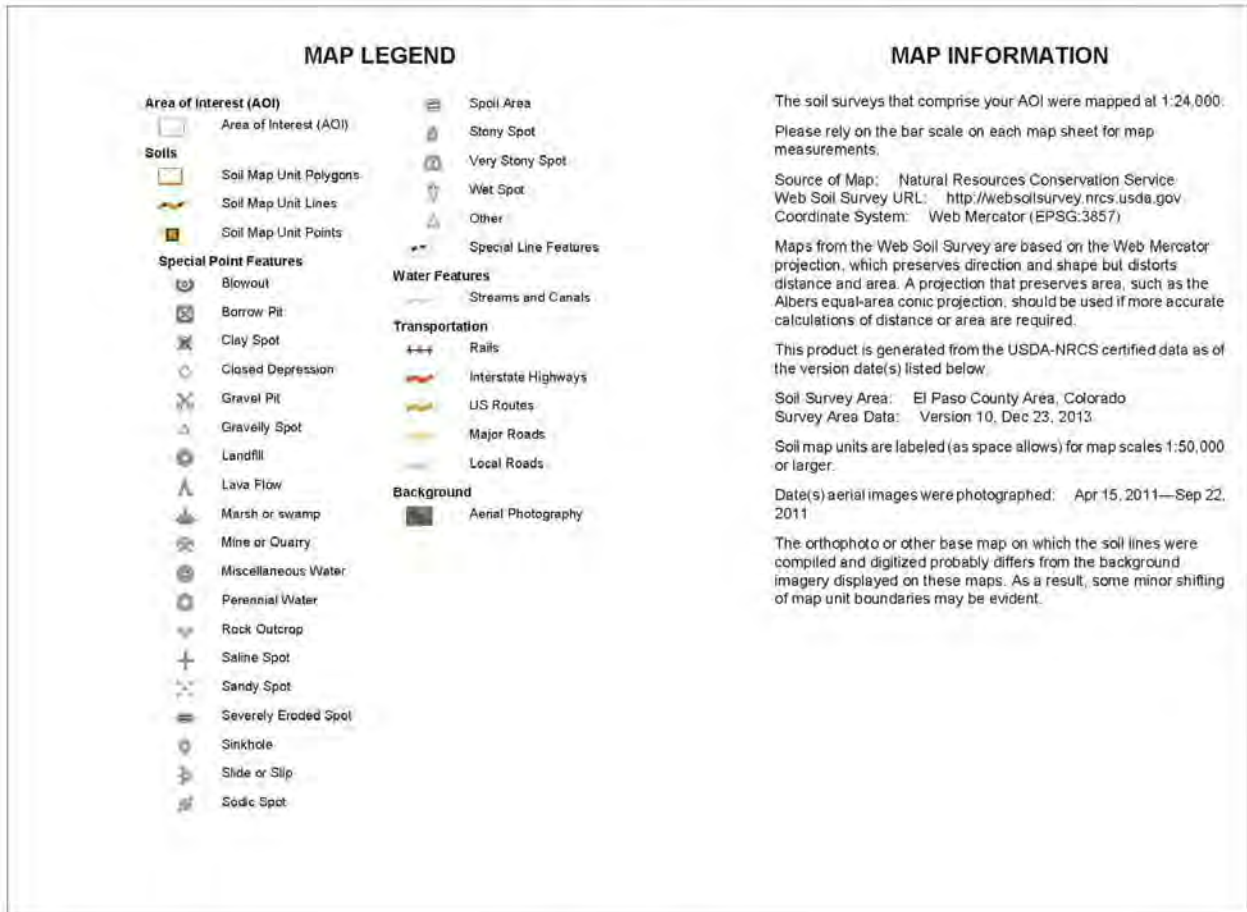 MAP LEGEND
Area of Interest (AOI)
Area of Interest (AOI)
Soils
Soil Map Unit Polygons
Soil Map Unit Lines
Soil Map Unit Points
Special Point Features
Blowout
Borrow Pit
Clay Spot
Closed Depression
Gravel Pit
Gravelly Spot
Landfill
Lava Flow
Marsh or swamp
Mine or Quarry
Miscellaneous Water
Perennial Water
Rock Outcrop
Saline Spot
Sandy Spot
Severely Eroded Spot
Sinkhole
Slide or Slip
Sodic Spot
Spoil Area
Stony Spot
Very Stony Spot
Wet Spot
Other
Special Line Features
Water Features
Streams and Canals
Transportation
Rails
Interstate Highways
US Routes
Major Roads
Local Roads
Background
Aerial Photography
MAP INFORMATION
The soil surveys that comprise your AOI were mapped at 1:24,000.
Please rely on the bar scale on each map sheet for map
measurements.
Source of Map: Natural Resources Conservation Service
Web Soil Survey URL: http://websoilsurvey.nrcs.usda.gov
Coordinate System: Web Mercator (EPSG:3857)
Maps from the Web Soil Survey are based on the Web Mercator
projection, which preserves direction and shape but distorts
distance and area. A projection that preserves area, such as the
Albers equal-area conic projection, should be used if more accurate
calculations of distance or area are required.
This product is generated from the USDA-NRCS certified data as of
the version date(s) listed below.
Soil Survey Area: El Paso County Area, Colorado
Survey Area Data: Version 10, Dec 23, 2013
Soil map units are labeled (as space allows) for map scales 1:50,000
or larger.
Date(s) aerial images were photographed: Apr 15, 2011—Sep 22,
2011
The orthophoto or other base map on which the soil lines were
compiled and digitized probably differs from the background
imagery displayed on these maps. As a result, some minor shifting
of map unit boundaries may be evident.